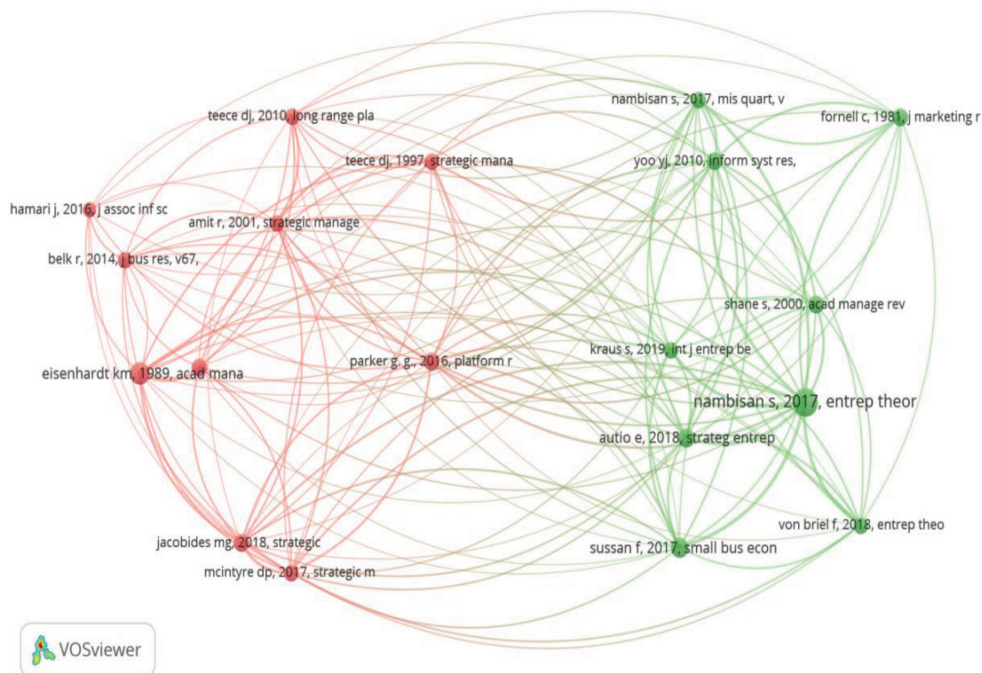 nambisan s, 2017, mis quart, v
teece dj, 2010, long range pla
fornell c, 1981, j marketing r
teece dj, 1997, strategic mana
yoo yj, 2010, inform syst res,
hamari j, 2016, j assoc inf sc
amit r, 2001, strategic manage
belk r, 2014, j bus res, v67,
shane s, 2000, acad manage rev
kraus s, 2019, int j entrep be
parker g. g., 2016, platform r
eisenhardt km, 1989, acad mana
nambisan s, 2017, entrep theor
autio e, 2018, strateg entrep
von briel f, 2018, entrep theo
jacobides mg, 2018, strategic
sussan f, 2017, small bus econ
mcintyre dp, 2017, strategic m
VOSviewer